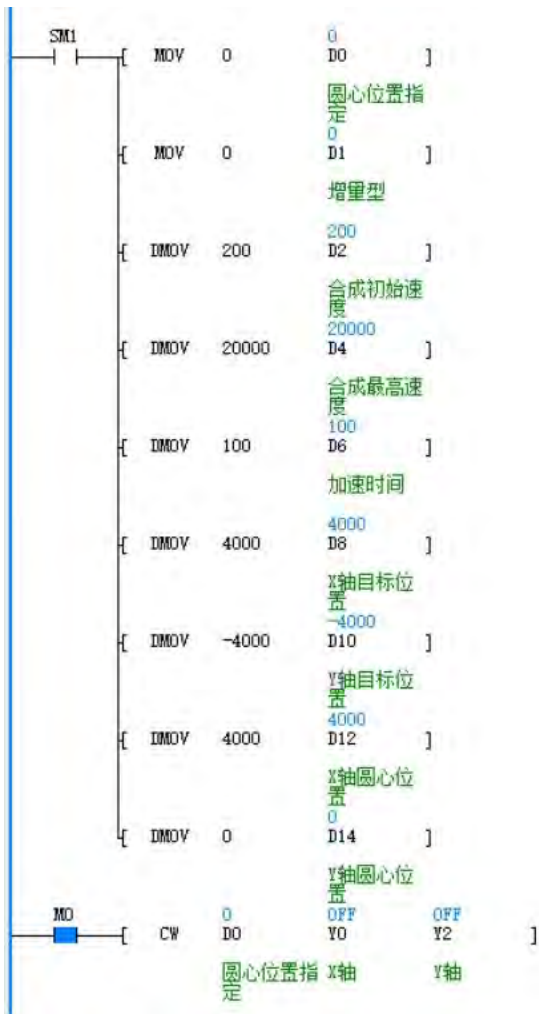 SM1
0
[ MOV 0 D0 ]
圆心位置指
定
0
[ MOV 0 D1 ]
增量型
200
[ DMOV 200 D2 ]
合成初始速
度
20000
[ DMOV 20000 D4 ]
合成最高速
度
100
[ DMOV 100 D6 ]
加速时间
4000
[ DMOV 4000 D8 ]
X轴目标位
置
-4000
[ DMOV -4000 D10 ]
Y轴目标位
置
4000
[ DMOV 4000 D12 ]
X轴圆心位
置
0
[ DMOV 0 D14 ]
Y轴圆心位
置
M0 0 OFF OFF
[ CW D0 Y0 Y2 ]
圆心位置指 X轴 Y轴
定